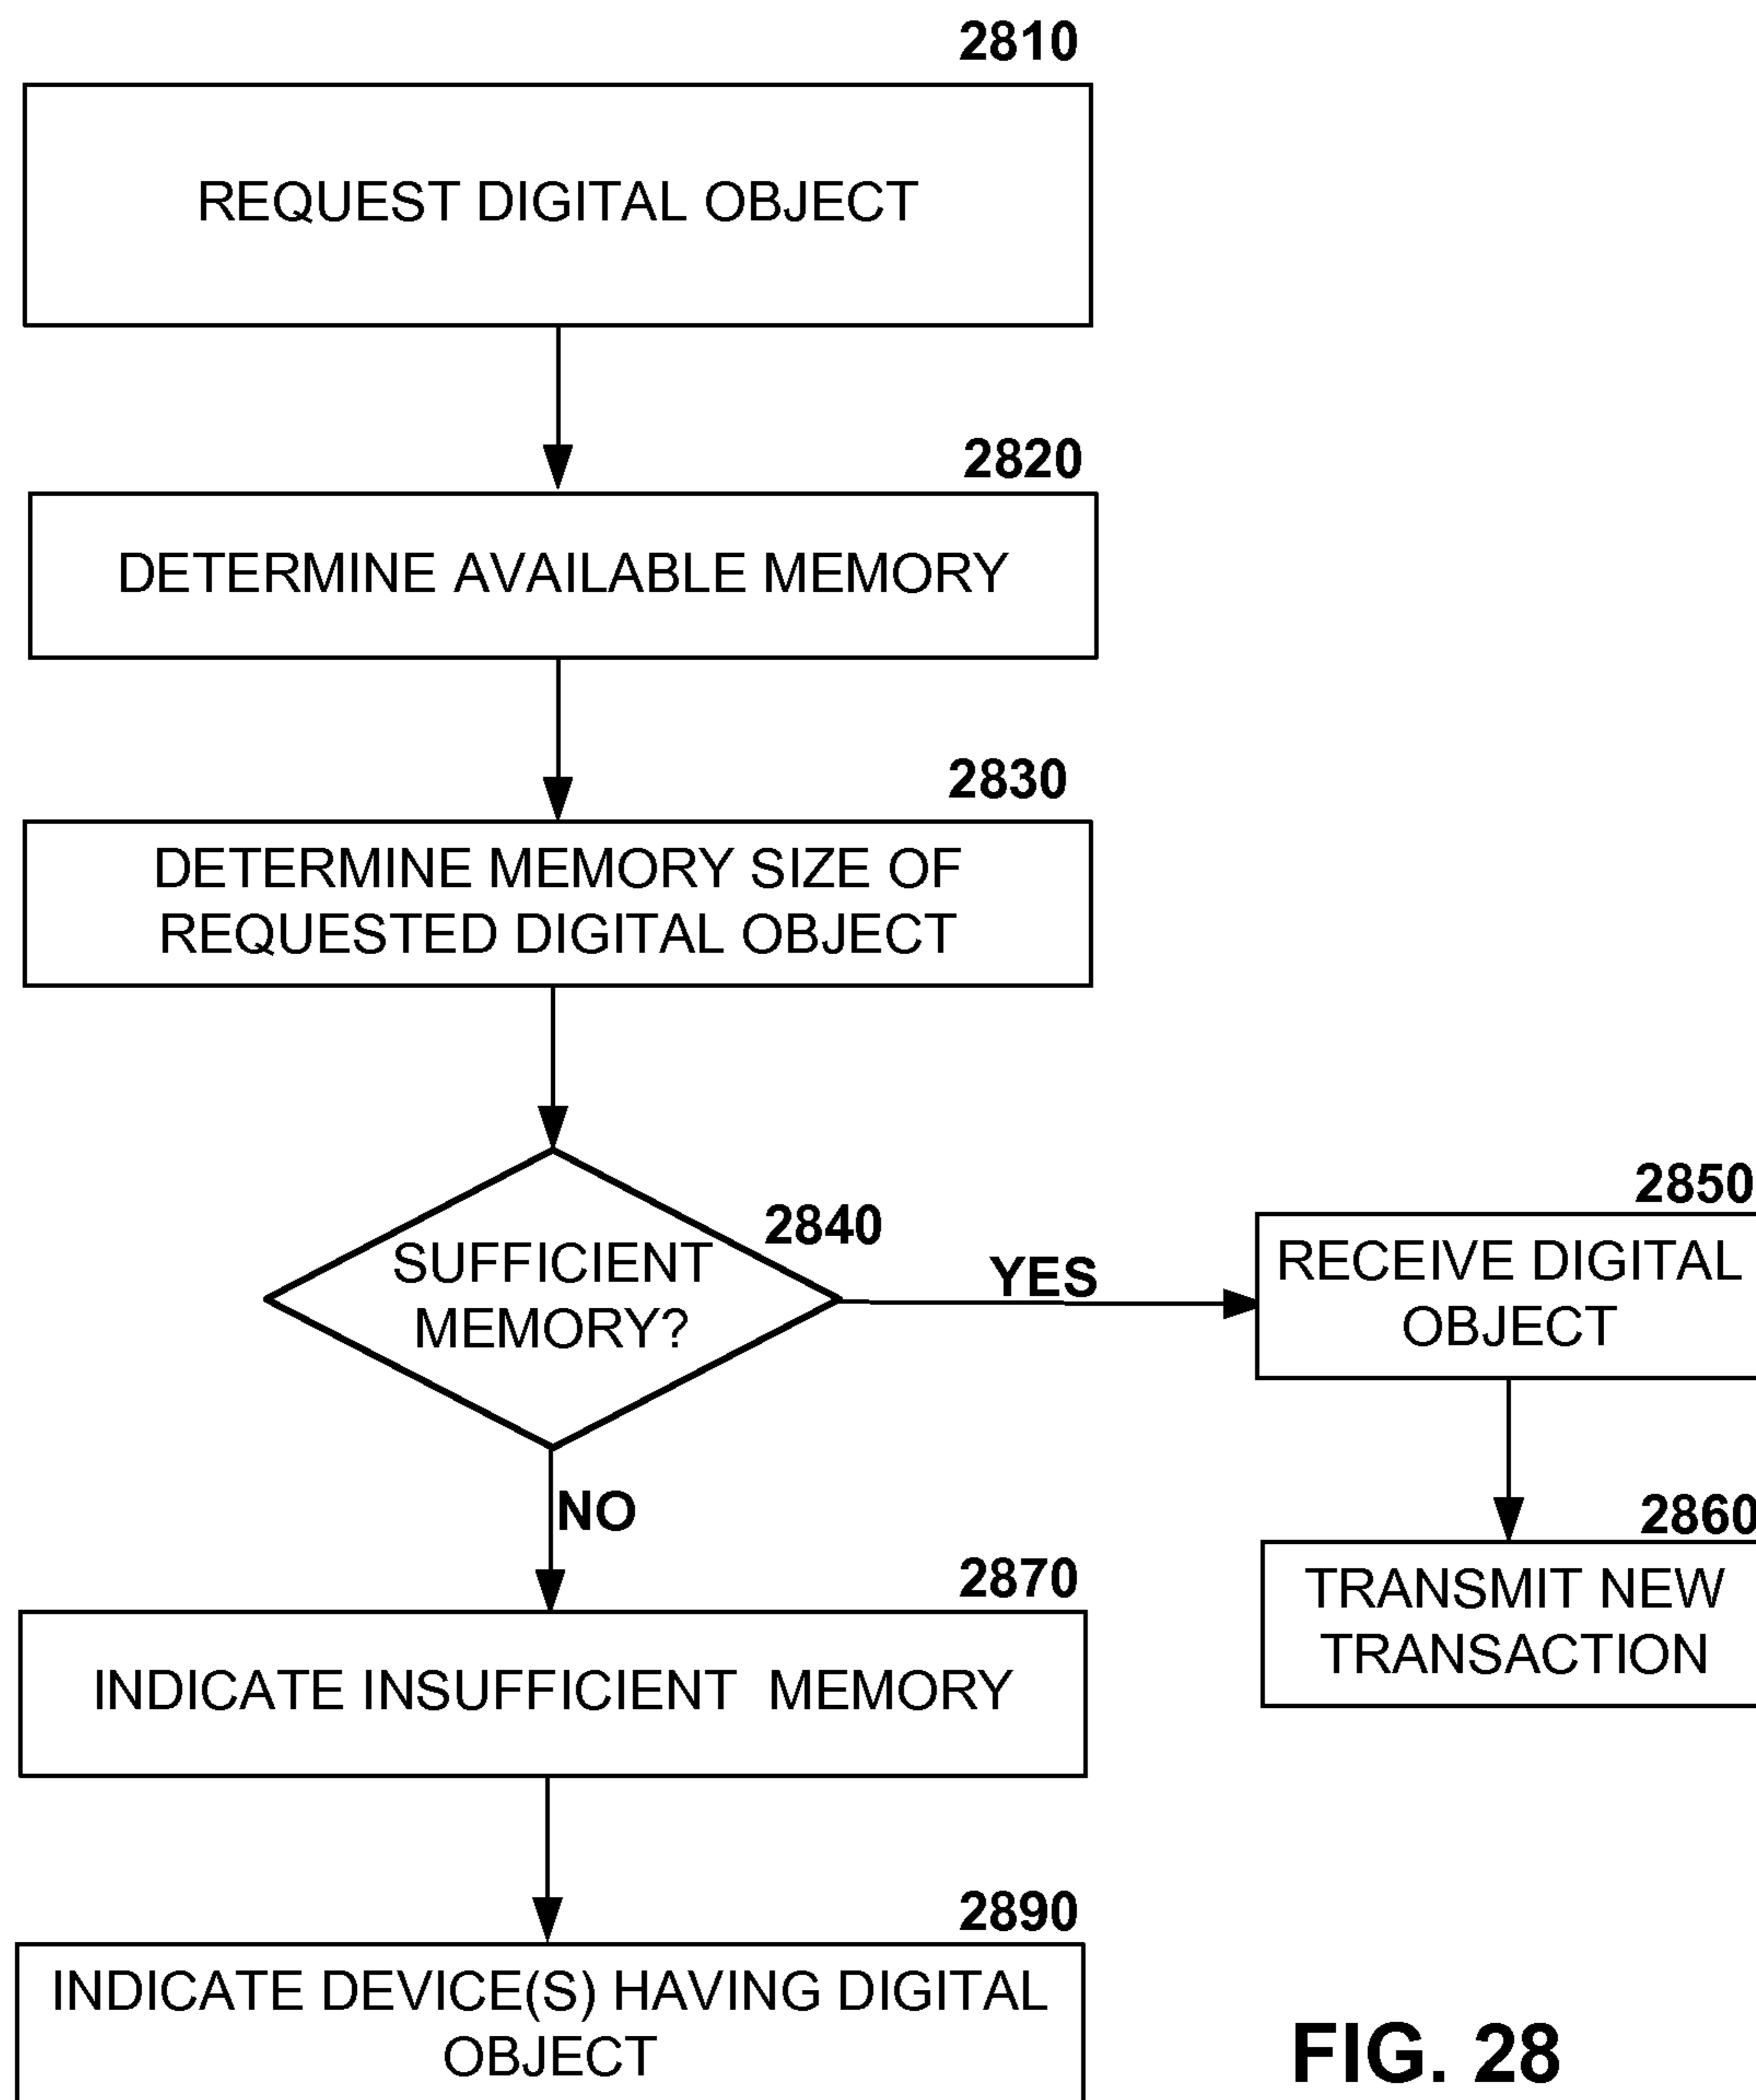 2810
REQUEST DIGITAL OBJECT
2820
DETERMINE AVAILABLE MEMORY
2830
DETERMINE MEMORY SIZE OF
REQUESTED DIGITAL OBJECT
2840
SUFFICIENT
MEMORY?
YES
2850
RECEIVE DIGITAL
OBJECT
2860
TRANSMIT NEW
TRANSACTION
NO
2870
INDICATE INSUFFICIENT MEMORY
2890
INDICATE DEVICE(S) HAVING DIGITAL
OBJECT
FIG. 28